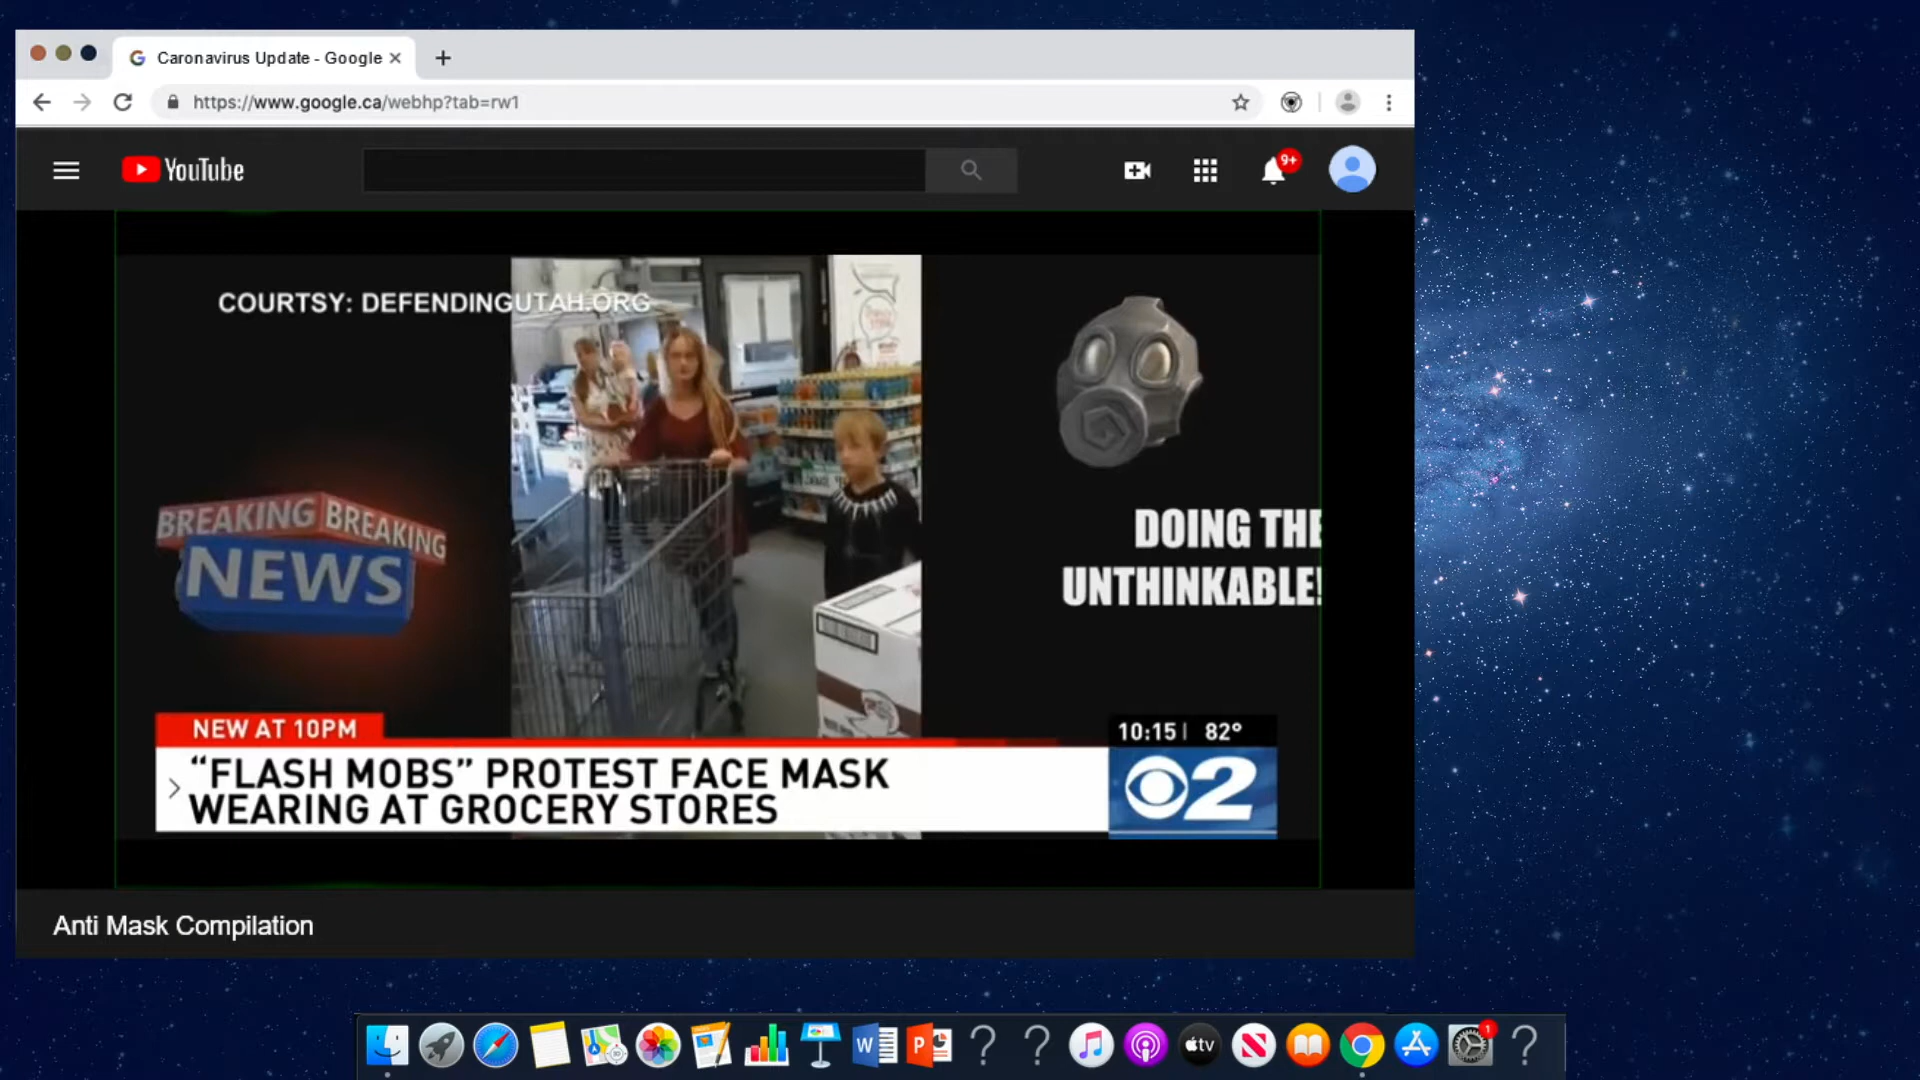 Caronavirus Update - Google
https://www.google.ca/webhp?tab=rw1
YouTube
9+
COURTSY: DEFENDINGUTAH.ORG
BREAKING BREAKING
NEWS
DOING THE
UNTHINKABLE!
NEW AT 10PM
10:15 82°
"FLASH MOBS" PROTEST FACE MASK
WEARING AT GROCERY STORES
2
Anti Mask Compilation
W
P
tv
1